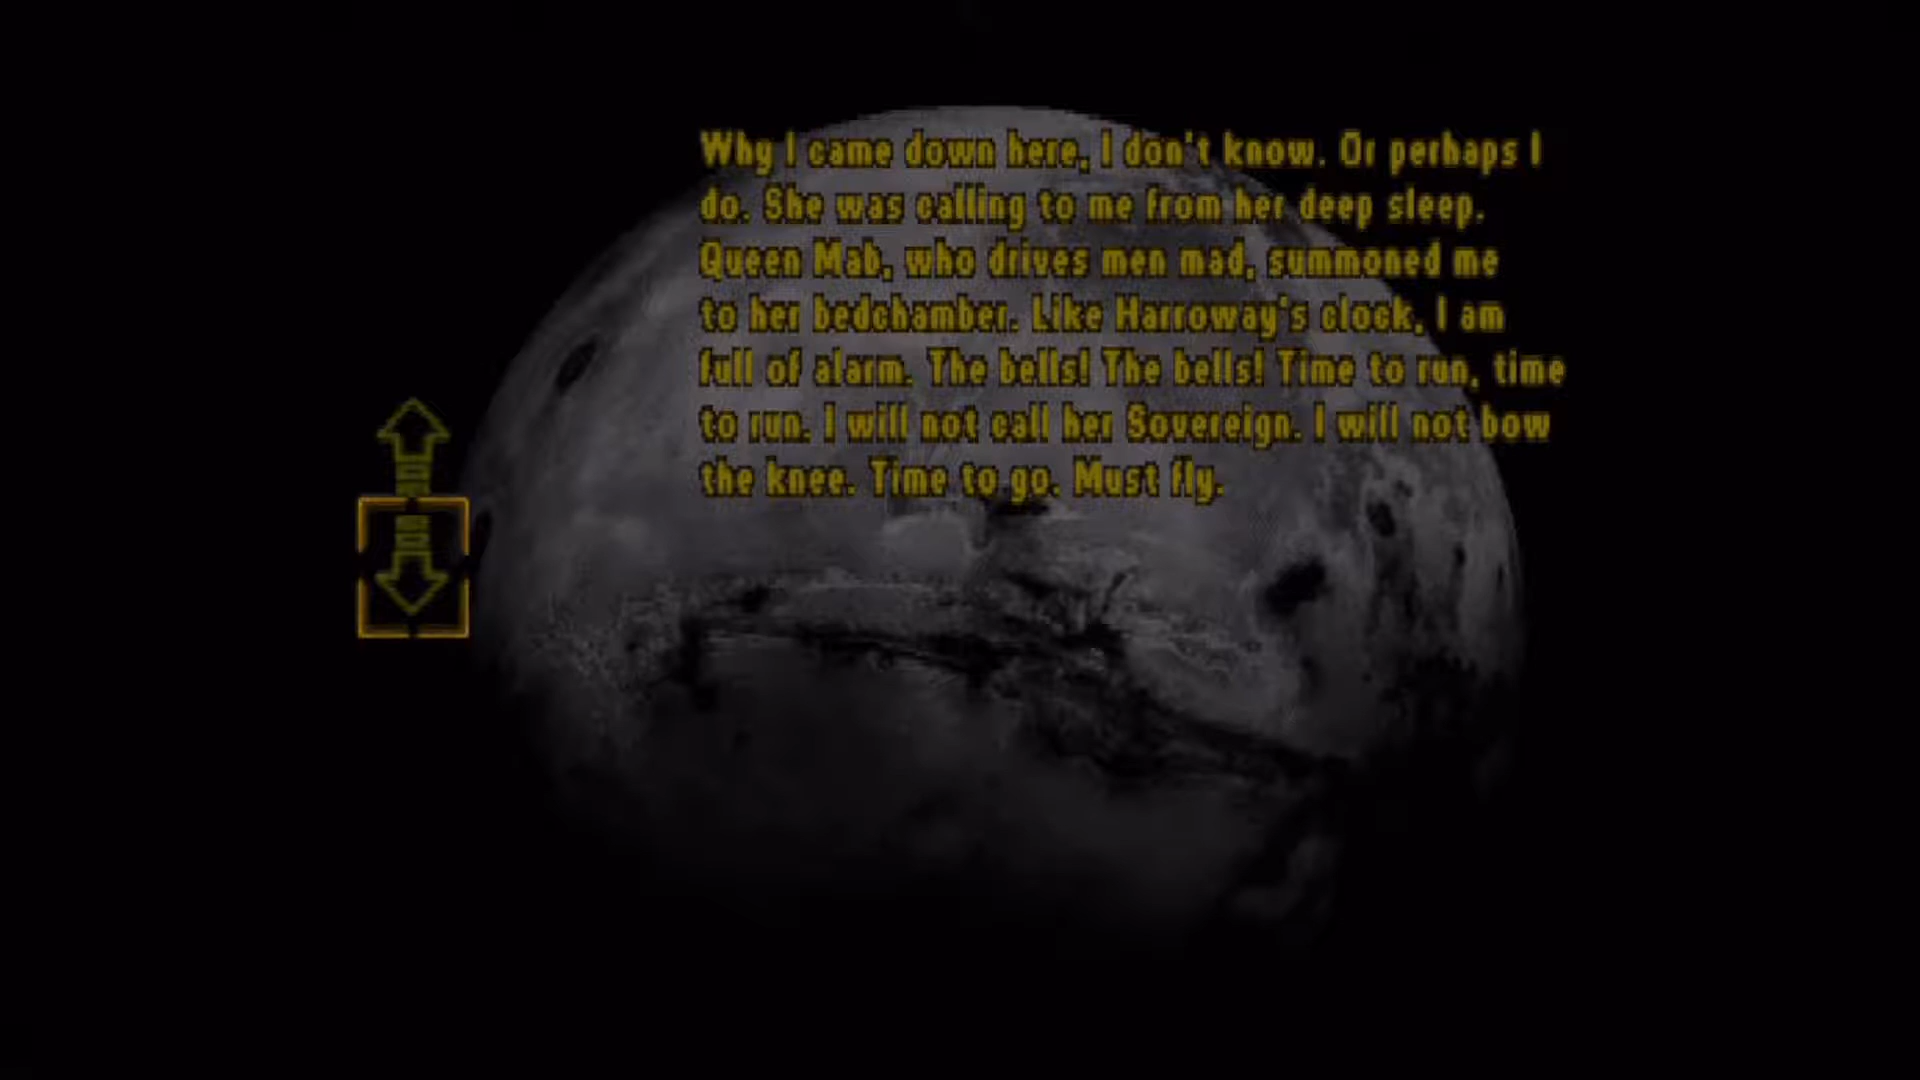 Why I came down here, I don't know. Or perhaps I
do. She was calling to me from her deep sleep.
Queen Mab, who drives men mad, summoned me
to her bedchamber. Like Harroway's clock, I am
full of alarm. The bells! The bells! Time to run, time
to run. I will not call her Sovereign. I will not bow
the knee. Time to go. Must fly.